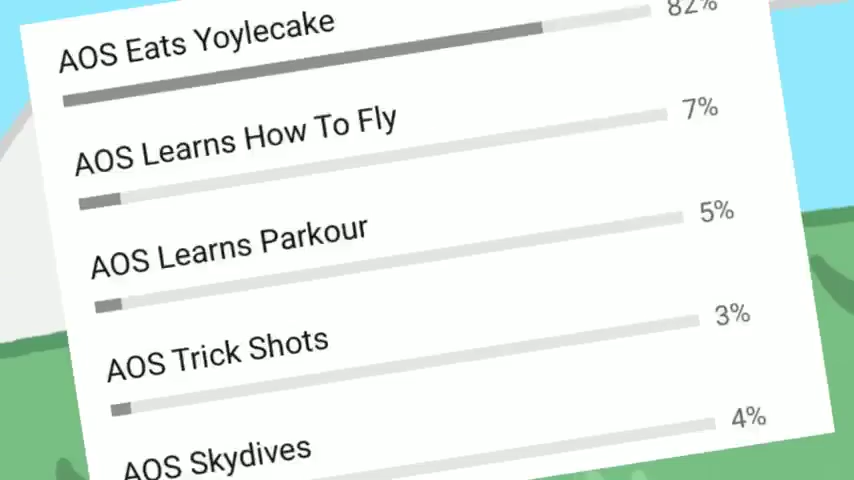 AOS Eats Yoylecake
82%
AOS Learns How To Fly
7%
AOS Learns Parkour
5%
AOS Trick Shots
3%
AOS Skydives
4%